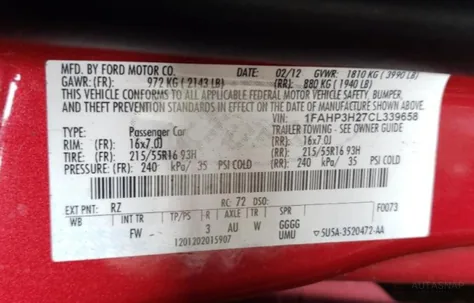 MFD. BY FORD MOTOR CO. DATE: 02/12 GVWR: 1810 KG ( 3990 LB)
GAWR: (FR): 972 KG ( 2143 LB) (RR): 880 KG ( 1940 LB)
THIS VEHICLE CONFORMS TO ALL APPLICABLE FEDERAL MOTOR VEHICLE SAFETY, BUMPER,
AND THEFT PREVENTION STANDARDS IN EFFECT ON THE DATE OF MANUFACTURE SHOWN ABOVE.
VIN: 1FAHP3H27CL339658
TYPE: Passenger Car TRAILER TOWING - SEE OWNER GUIDE
RIM: (FR): 16x7.0J (RR): 16x7.0J
TIRE: (FR): 215/55R16 93H (RR): 215/55R16 93H
PRESSURE: (FR): 240 kPa/ 35 PSI COLD (RR): 240 kPa/ 35 PSI COLD
EXT PNT: RZ RC: 72 DSO: F0073
WB INT TR TP/PS R AXLE TR SPR
FW 3 AU W GGGG
UMU
1201202015907 5U5A-3520472-AA